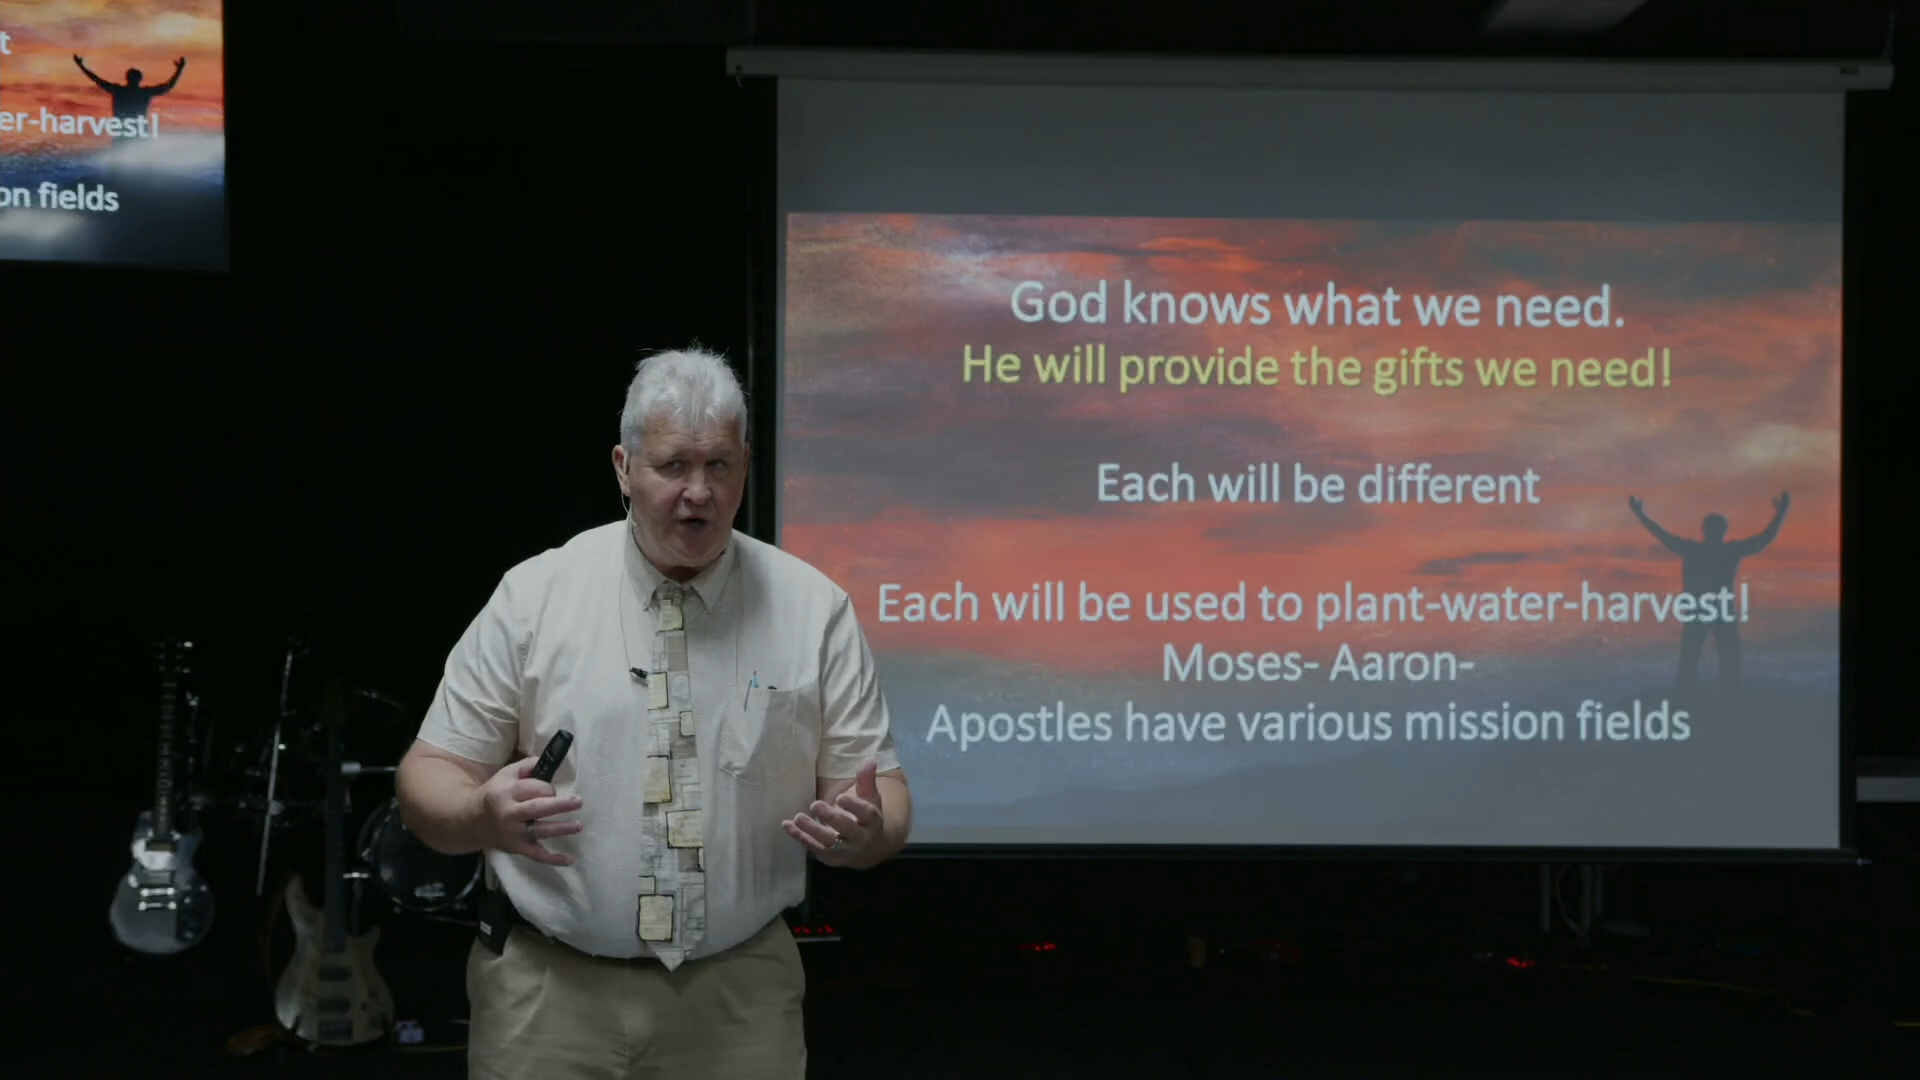 t
er-harvest!
on fields
God knows what we need.
He will provide the gifts we need!
Each will be different
Each will be used to plant-water-harvest!
Moses- Aaron-
Apostles have various mission fields